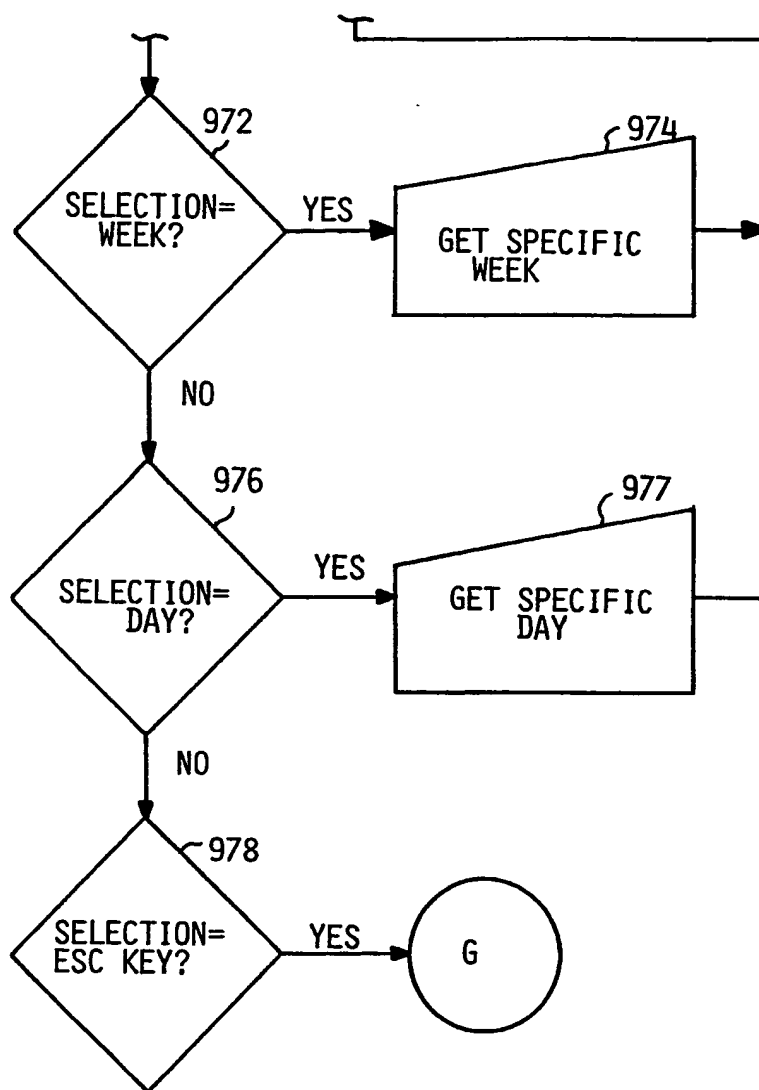 972
SELECTION=
WEEK?
YES
974
GET SPECIFIC
WEEK
NO
976
SELECTION=
DAY?
YES
977
GET SPECIFIC
DAY
NO
978
SELECTION=
ESC KEY?
YES
G